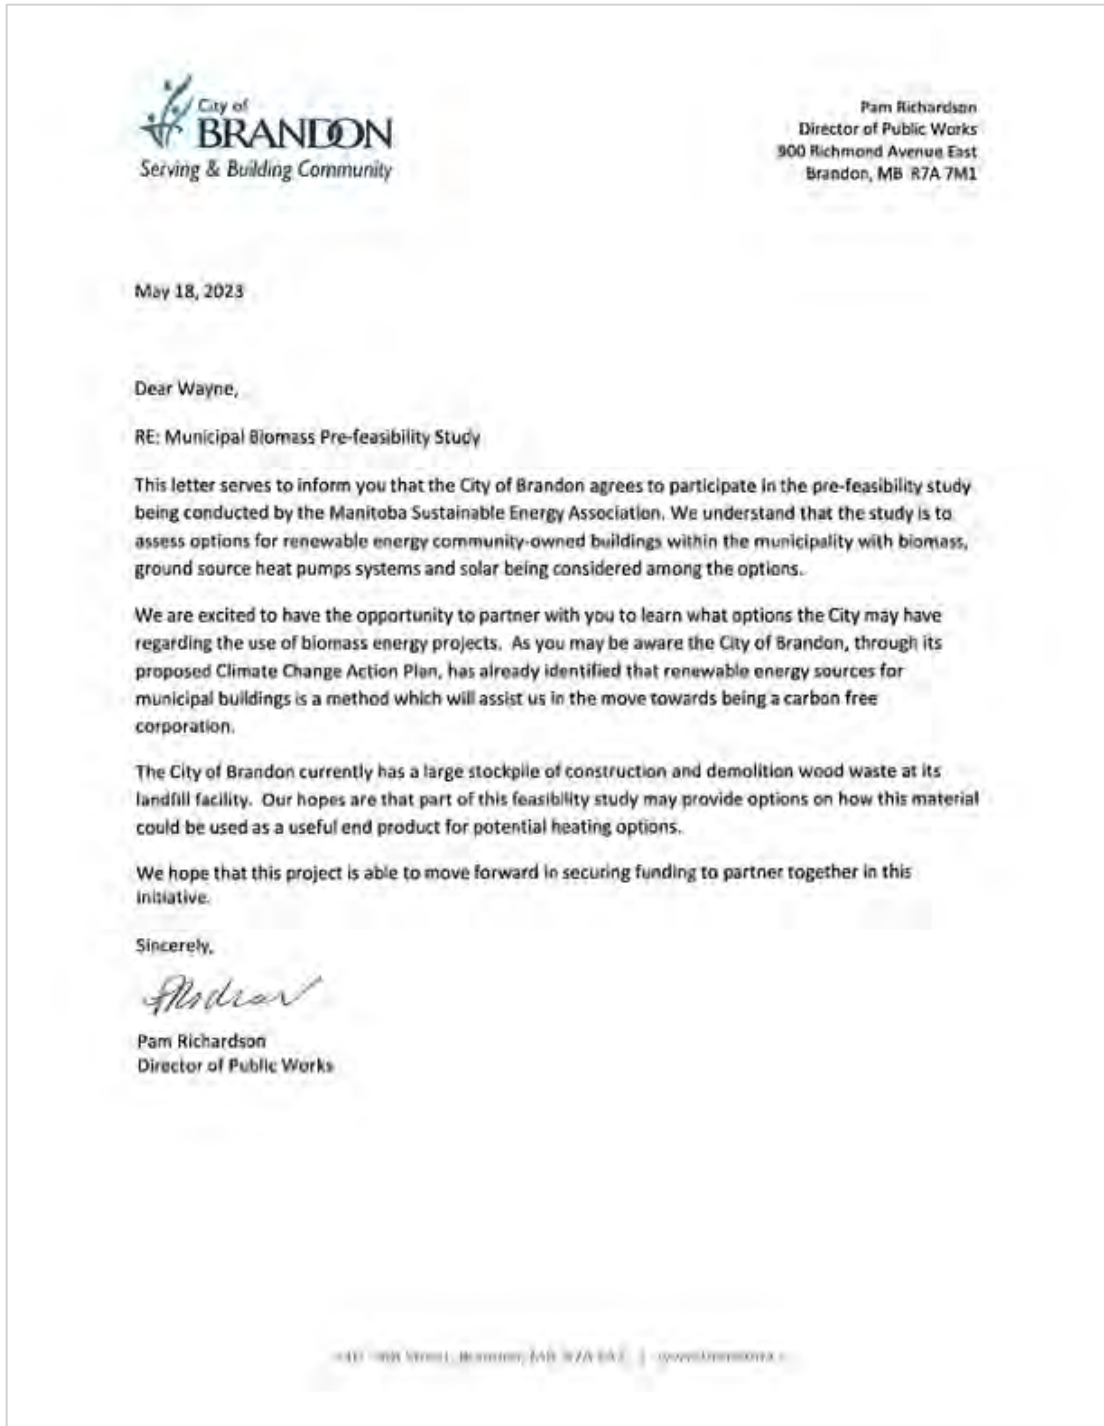 City of
BRANDON
Serving & Building Community
Pam Richardson
Director of Public Works
900 Richmond Avenue East
Brandon, MB R7A 7M1
May 18, 2023
Dear Wayne,
RE: Municipal Biomass Pre-feasibility Study
This letter serves to inform you that the City of Brandon agrees to participate in the pre-feasibility study
being conducted by the Manitoba Sustainable Energy Association. We understand that the study is to
assess options for renewable energy community-owned buildings within the municipality with biomass,
ground source heat pumps systems and solar being considered among the options.
We are excited to have the opportunity to partner with you to learn what options the City may have
regarding the use of biomass energy projects. As you may be aware the City of Brandon, through its
proposed Climate Change Action Plan, has already identified that renewable energy sources for
municipal buildings is a method which will assist us in the move towards being a carbon free
corporation.
The City of Brandon currently has a large stockpile of construction and demolition wood waste at its
landfill facility. Our hopes are that part of this feasibility study may provide options on how this material
could be used as a useful end product for potential heating options.
We hope that this project is able to move forward in securing funding to partner together in this
initiative.
Sincerely,
Pam Richardson
Director of Public Works
Street, Brandon, MB R7A